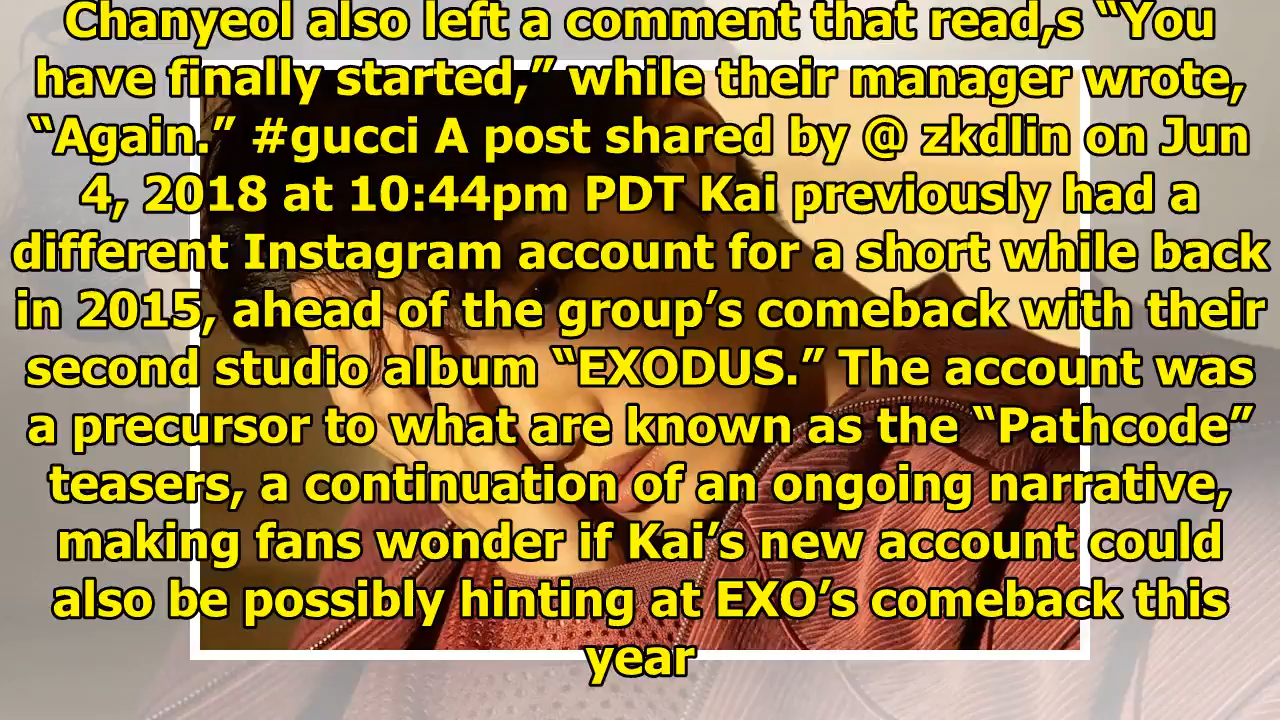 Chanyeol also left a comment that read,s “You
have finally started,” while their manager wrote,
“Again.” #gucci A post shared by @ zkdlin on Jun
4, 2018 at 10:44pm PDT Kai previously had a
different Instagram account for a short while back
in 2015, ahead of the group’s comeback with their
second studio album “EXODUS.” The account was
a precursor to what are known as the “Pathcode”
teasers, a continuation of an ongoing narrative,
making fans wonder if Kai’s new account could
also be possibly hinting at EXO’s comeback this
year